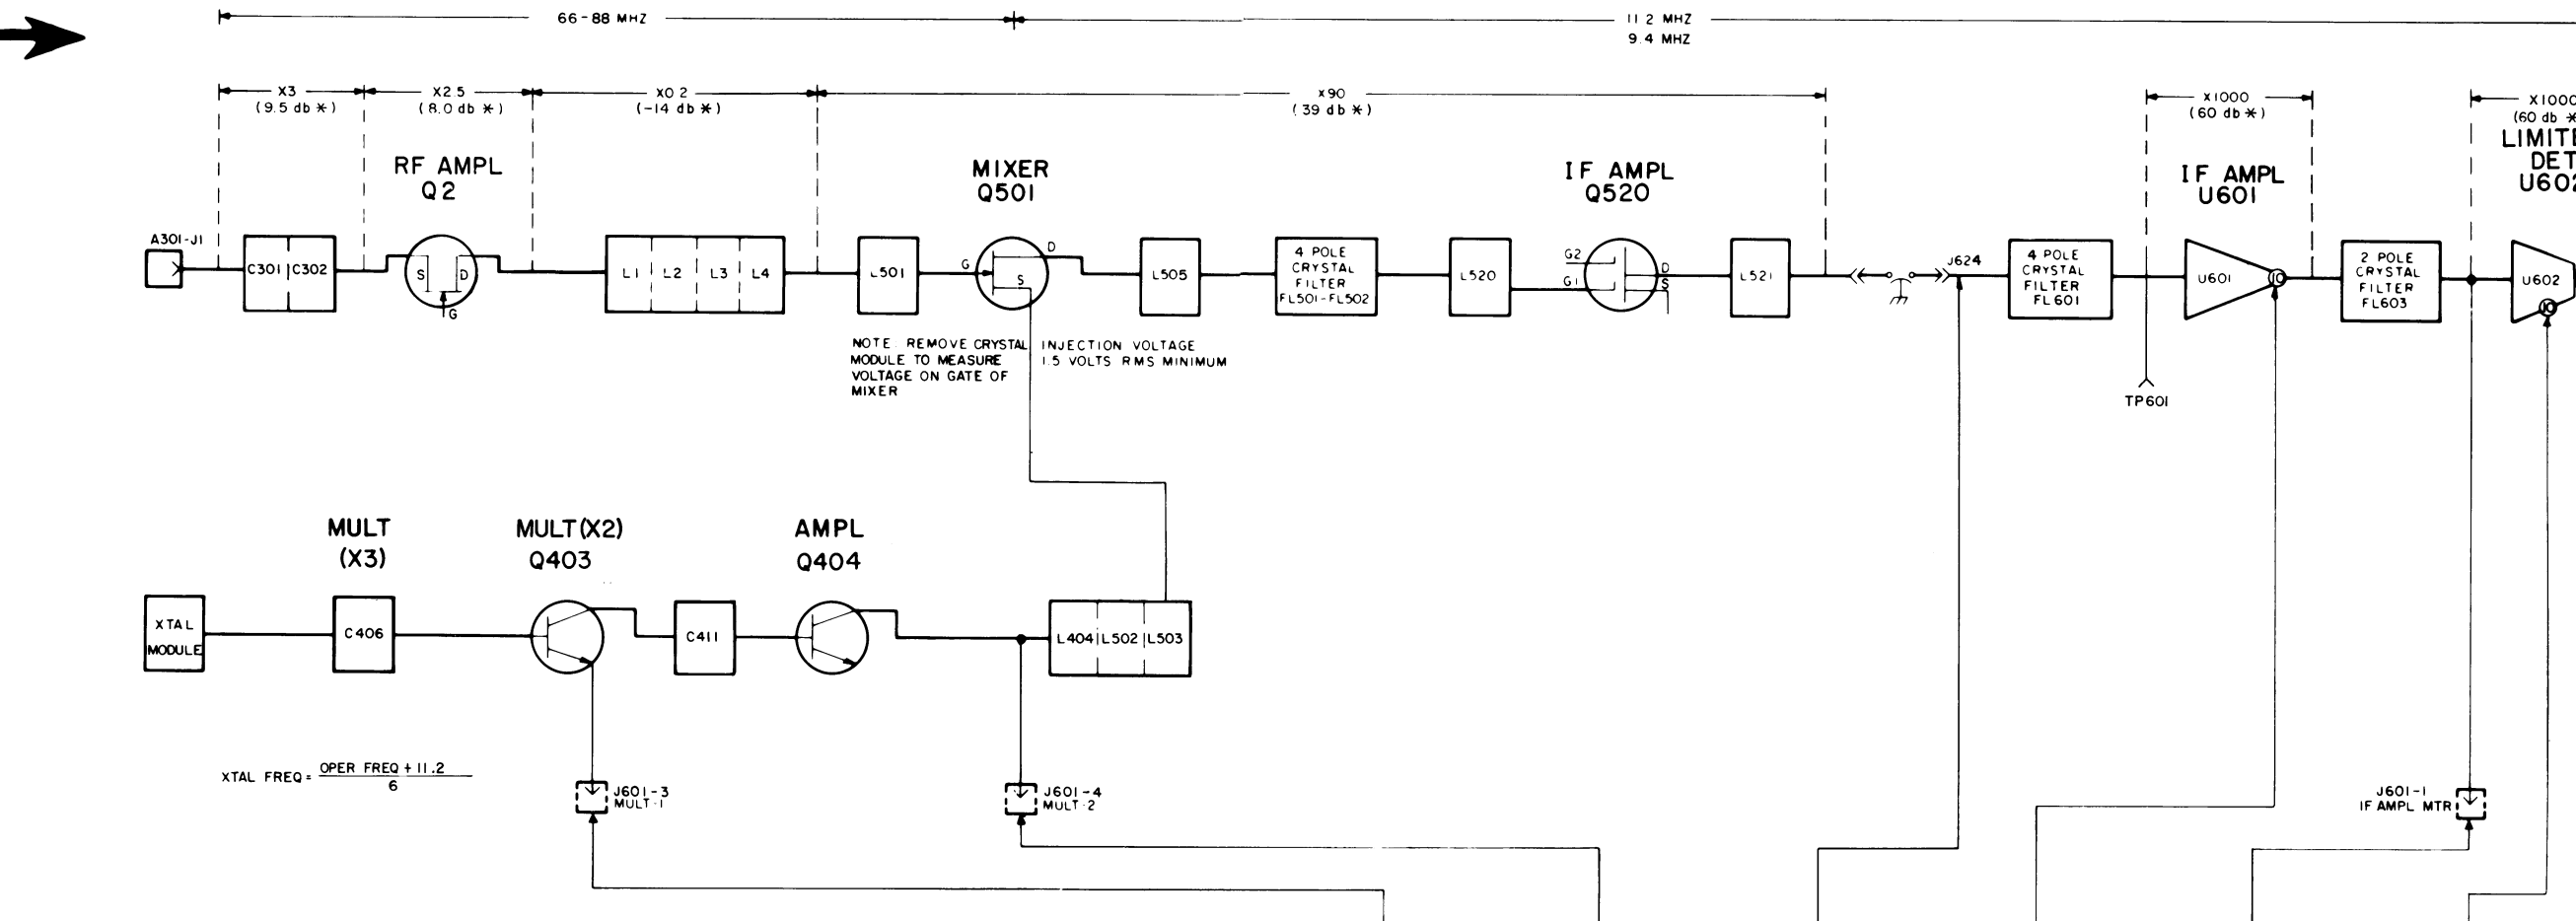 66-88 MHZ
11.2 MHZ
9.4 MHZ
X3
(9.5 db *)
X2.5
(8.0 db *)
X0.2
(-14 db *)
X90
(39 db *)
X1000
(60 db *)
X1000
(60 db *
RF AMPL
Q2
MIXER
Q501
IF AMPL
Q520
IF AMPL
U601
LIMITE
DET
U602
A301-J1
C301 C302
S D
G
L1 L2 L3 L4
L501
G
D
S
L505
4 POLE
CRYSTAL
FILTER
FL501-FL502
L520
G2
G1
D
S
L521
J624
4 POLE
CRYSTAL
FILTER
FL601
U601
10
2 POLE
CRYSTAL
FILTER
FL603
U602
10
NOTE: REMOVE CRYSTAL
MODULE TO MEASURE
VOLTAGE ON GATE OF
MIXER
INJECTION VOLTAGE
1.5 VOLTS RMS MINIMUM
TP601
MULT
(X3)
MULT(X2)
Q403
AMPL
Q404
XTAL
MODULE
C406
C411
L404 L502 L503
XTAL FREQ = OPER FREQ + 11.2
6
J601-3
MULT-1
J601-4
MULT-2
J601-1
IF AMPL MTR